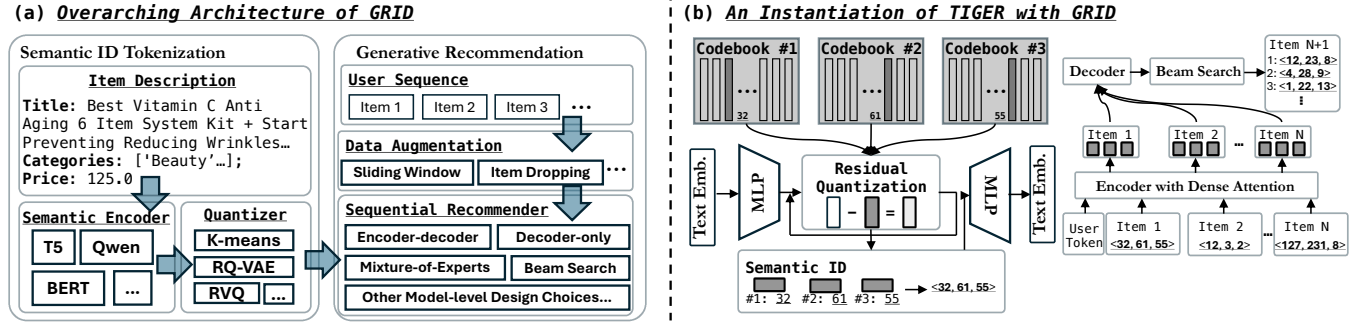 (a) Overarching Architecture of GRID
Semantic ID Tokenization
Item Description
Title: Best Vitamin C Anti
Aging 6 Item System Kit + Start
Preventing Reducing Wrinkles…
Categories: ['Beauty'…];
Price: 125.0
Semantic Encoder
T5
Qwen
BERT
...
Quantizer
K-means
RQ-VAE
RVQ
...
Generative Recommendation
User Sequence
Item 1
Item 2
Item 3
...
Data Augmentation
Sliding Window
Item Dropping
...
Sequential Recommender
Encoder-decoder
Decoder-only
Mixture-of-Experts
Beam Search
Other Model-level Design Choices...
(b) An Instantiation of TIGER with GRID
Codebook #1
...
32
Codebook #2
...
61
Codebook #3
...
55
Text Emb.
MLP
Residual
Quantization
- =
MLP
Text Emb.
Semantic ID
#1: 32
#2: 61
#3: 55
<32, 61, 55>
Decoder
Beam Search
Item N+1
1: <12, 23, 8>
2: <4, 28, 9>
3: <1, 22, 13>
⋮
Item 1
Item 2
...
Item N
Encoder with Dense Attention
User
Token
Item 1
<32, 61, 55>
Item 2
<12, 3, 2>
...
Item N
<127, 231, 8>